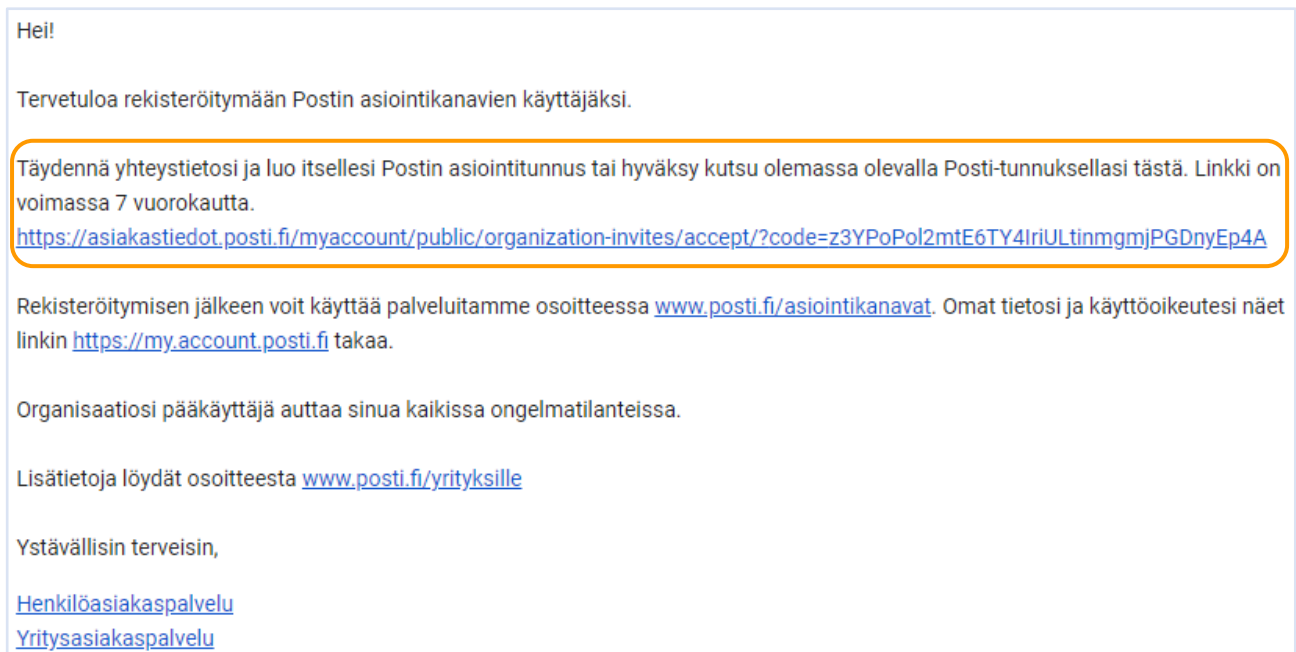 Hei!
Tervetuloa rekisteröitymään Postin asiointikanavien käyttäjäksi.
Täydennä yhteystietosi ja luo itsellesi Postin asiointitunnus tai hyväksy kutsu olemassa olevalla Posti-tunnuksellasi tästä. Linkki on
voimassa 7 vuorokautta.
https://asiakastiedot.posti.fi/myaccount/public/organization-invites/accept/?code=z3YPoPol2mtE6TY4IriULtinmgmjPGDnyEp4A
Rekisteröitymisen jälkeen voit käyttää palveluitamme osoitteessa www.posti.fi/asiointikanavat. Omat tietosi ja käyttöoikeutesi näet
linkin https://my.account.posti.fi takaa.
Organisaatiosi pääkäyttäjä auttaa sinua kaikissa ongelmatilanteissa.
Lisätietoja löydät osoitteesta www.posti.fi/yrityksille
Ystävällisin terveisin,
Henkilöasiakaspalvelu
Yritysasiakaspalvelu